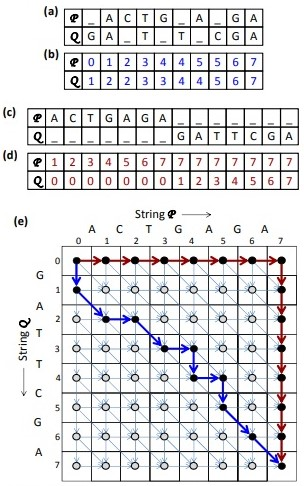 (a) 𝓟 _ A C T G _ A _ G A
𝓠 G A _ T _ T _ C G A
(b) 𝓟 0 1 2 3 4 4 5 5 6 7
𝓠 1 2 2 3 3 4 4 5 6 7
(c) 𝓟 A C T G A G A _ _ _ _ _ _ _
𝓠 _ _ _ _ _ _ _ G A T T C G A
(d) 𝓟 1 2 3 4 5 6 7 7 7 7 7 7 7 7
𝓠 0 0 0 0 0 0 0 1 2 3 4 5 6 7
(e) String 𝓟
A C T G A G A
0 1 2 3 4 5 6 7
String 𝓠
0
G
1
A
2
T
3
T
4
C
5
G
6
A
7